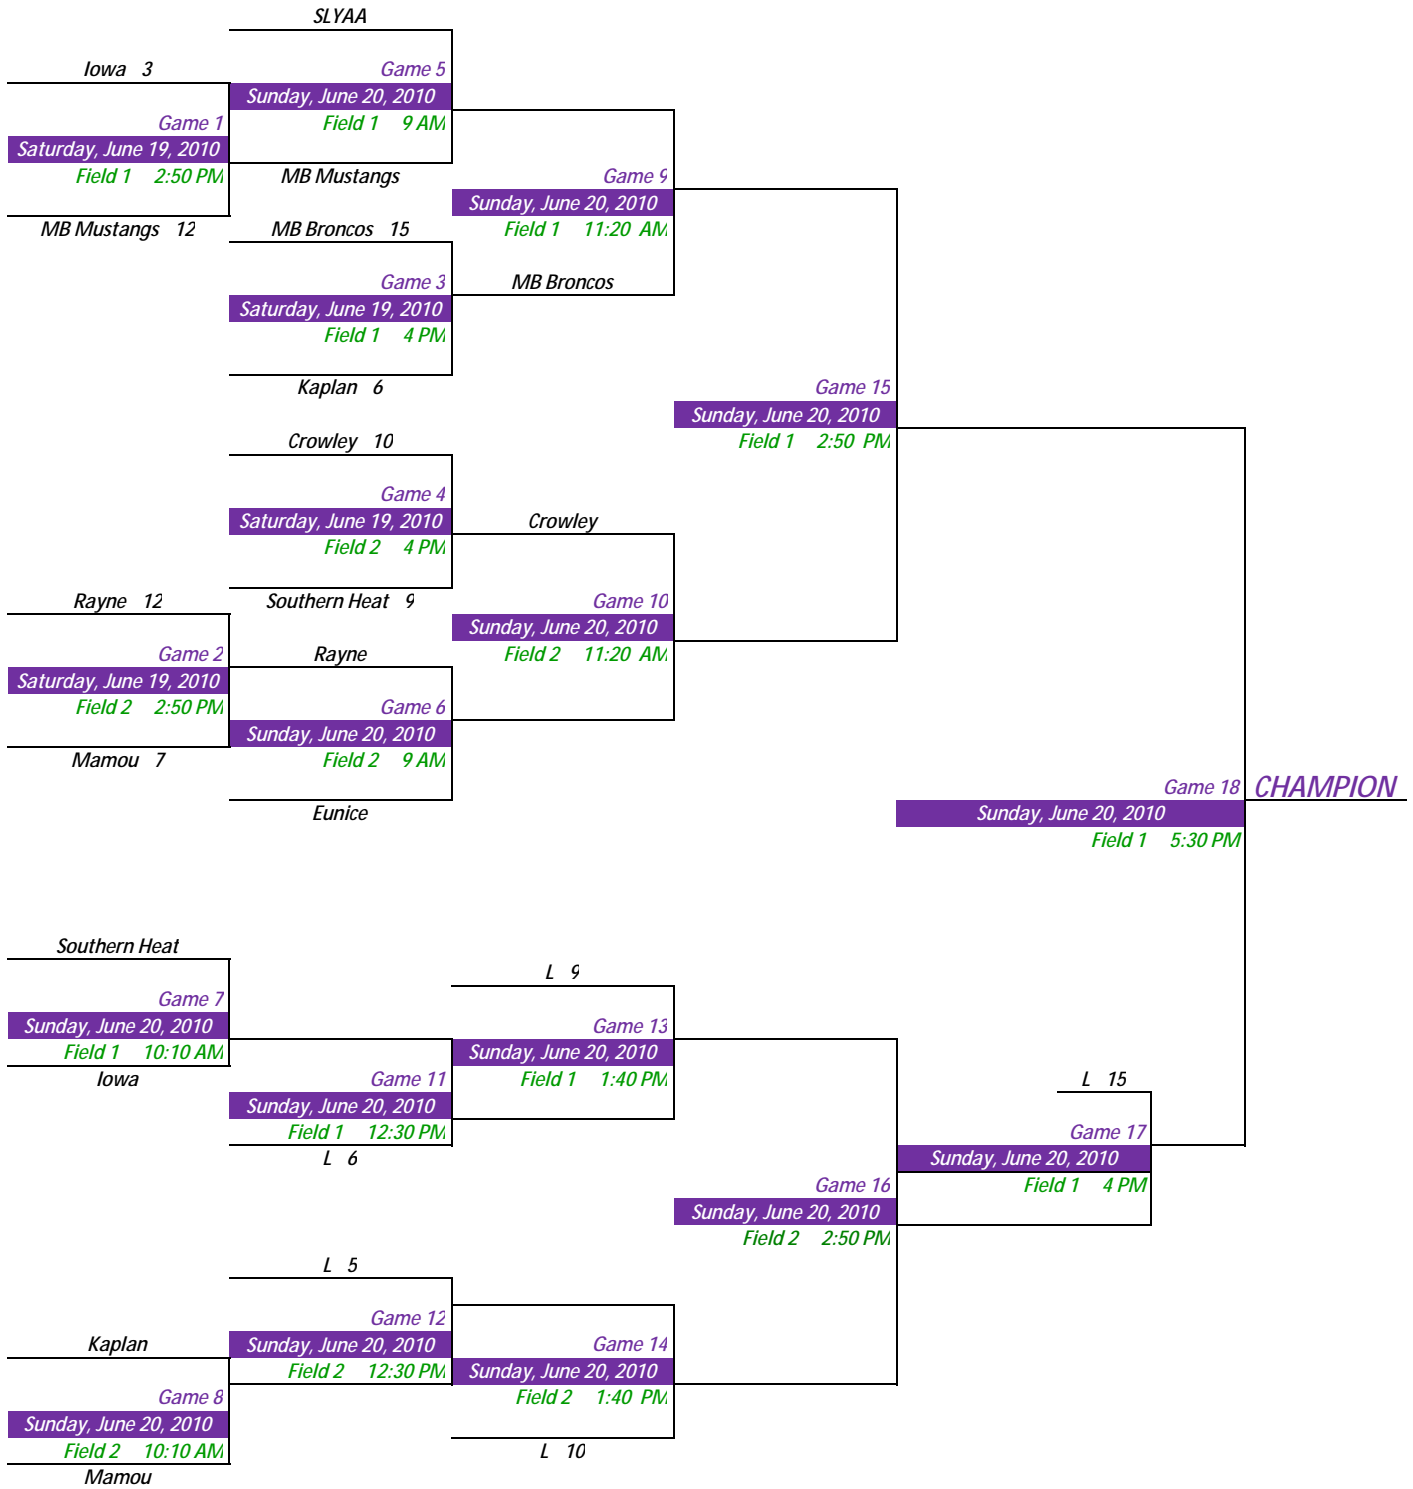 SLYAA
Iowa 3
Game 5
Sunday, June 20, 2010
Game 1
Field 1 9 AM
Saturday, June 19, 2010
Field 1 2:50 PM
MB Mustangs
Game 9
Sunday, June 20, 2010
MB Mustangs 12
MB Broncos 15
Field 1 11:20 AM
Game 3
MB Broncos
Saturday, June 19, 2010
Field 1 4 PM
Kaplan 6
Game 15
Sunday, June 20, 2010
Crowley 10
Field 1 2:50 PM
Game 4
Saturday, June 19, 2010
Crowley
Field 2 4 PM
Rayne 12
Southern Heat 9
Game 10
Sunday, June 20, 2010
Game 2
Rayne
Field 2 11:20 AM
Saturday, June 19, 2010
Field 2 2:50 PM
Game 6
Sunday, June 20, 2010
Mamou 7
Field 2 9 AM
Game 18
CHAMPION
Eunice
Sunday, June 20, 2010
Field 1 5:30 PM
Southern Heat
L 9
Game 7
Sunday, June 20, 2010
Game 13
Field 1 10:10 AM
Sunday, June 20, 2010
Iowa
Game 11
Field 1 1:40 PM
L 15
Sunday, June 20, 2010
Field 1 12:30 PM
Game 17
L 6
Sunday, June 20, 2010
Game 16
Field 1 4 PM
Sunday, June 20, 2010
Field 2 2:50 PM
L 5
Game 12
Kaplan
Sunday, June 20, 2010
Game 14
Field 2 12:30 PM
Sunday, June 20, 2010
Game 8
Field 2 1:40 PM
Sunday, June 20, 2010
Field 2 10:10 AM
L 10
Mamou